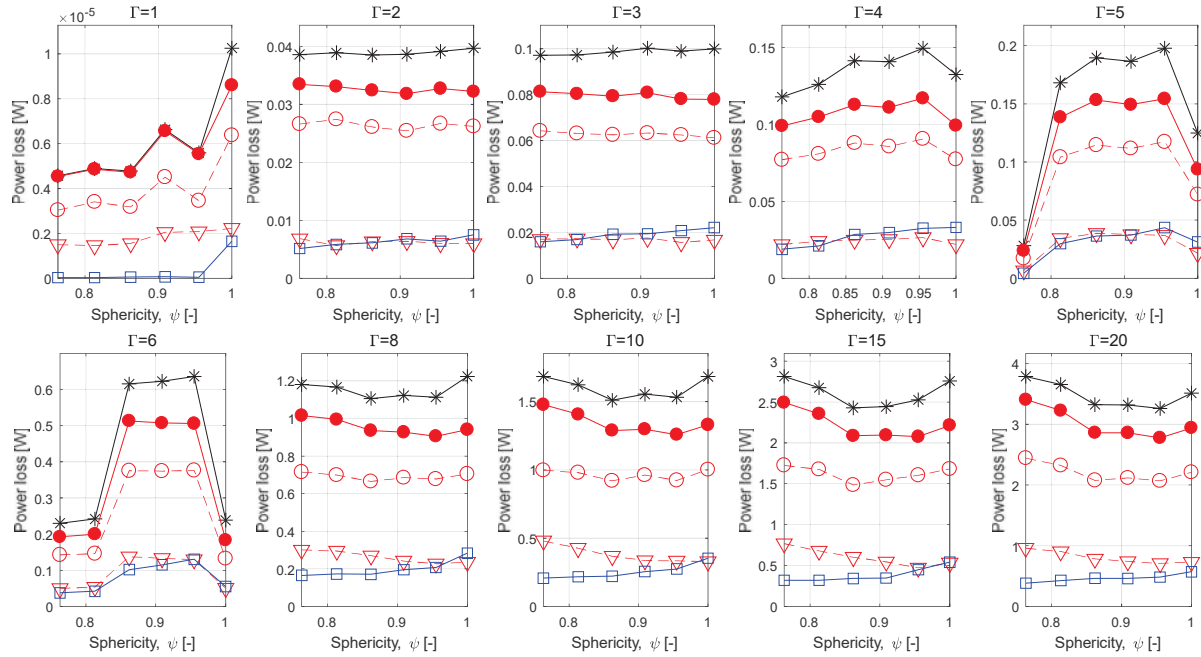 Γ=1
×10⁻⁵
Power loss [W]
1
0.8
0.6
0.4
0.2
0
0.8
0.9
1
Sphericity, ψ [-]
Γ=2
Power loss [W]
0.04
0.03
0.02
0.01
0
0.8
0.9
1
Sphericity, ψ [-]
Γ=3
Power loss [W]
0.1
0.08
0.06
0.04
0.02
0
0.8
0.9
1
Sphericity, ψ [-]
Γ=4
Power loss [W]
0.15
0.1
0.05
0
0.8
0.85
0.9
0.95
1
Sphericity, ψ [-]
Γ=5
Power loss [W]
0.2
0.15
0.1
0.05
0
0.8
0.9
1
Sphericity, ψ [-]
Γ=6
Power loss [W]
0.6
0.5
0.4
0.3
0.2
0.1
0
0.8
0.9
1
Sphericity, ψ [-]
Γ=8
Power loss [W]
1.2
1
0.8
0.6
0.4
0.2
0
0.8
0.9
1
Sphericity, ψ [-]
Γ=10
Power loss [W]
1.5
1
0.5
0
0.8
0.9
1
Sphericity, ψ [-]
Γ=15
Power loss [W]
3
2.5
2
1.5
1
0.5
0
0.8
0.9
1
Sphericity, ψ [-]
Γ=20
Power loss [W]
4
3
2
1
0
0.8
0.9
1
Sphericity, ψ [-]